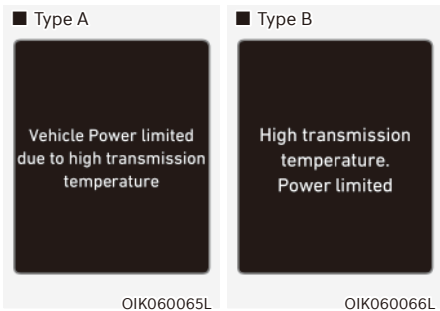 ■ Type A
Vehicle Power limited
due to high transmission
temperature
OIK060065L
■ Type B
High transmission
temperature.
Power limited
OIK060066L